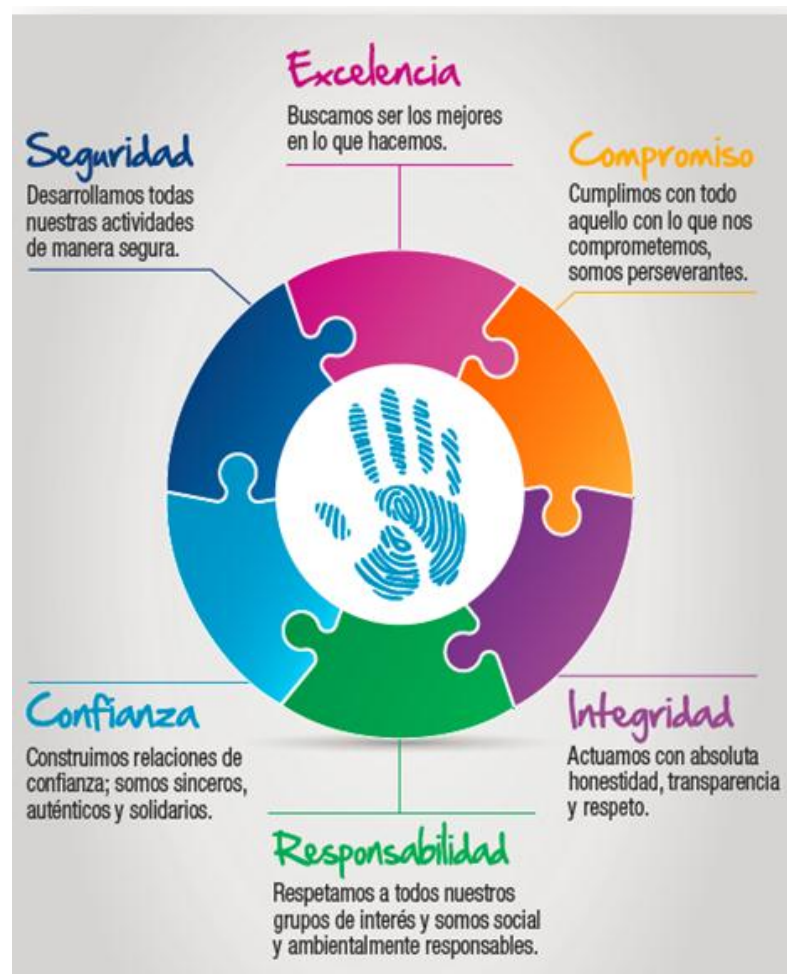 Excelencia
Buscamos ser los mejores
en lo que hacemos.
Seguridad
Desarrollamos todas
nuestras actividades
de manera segura.
Compromiso
Cumplimos con todo
aquello con lo que nos
comprometemos,
somos perseverantes.
Confianza
Construimos relaciones de
confianza; somos sinceros,
auténticos y solidarios.
Integridad
Actuamos con absoluta
honestidad, transparencia
y respeto.
Responsabilidad
Respetamos a todos nuestros
grupos de interés y somos social
y ambientalmente responsables.